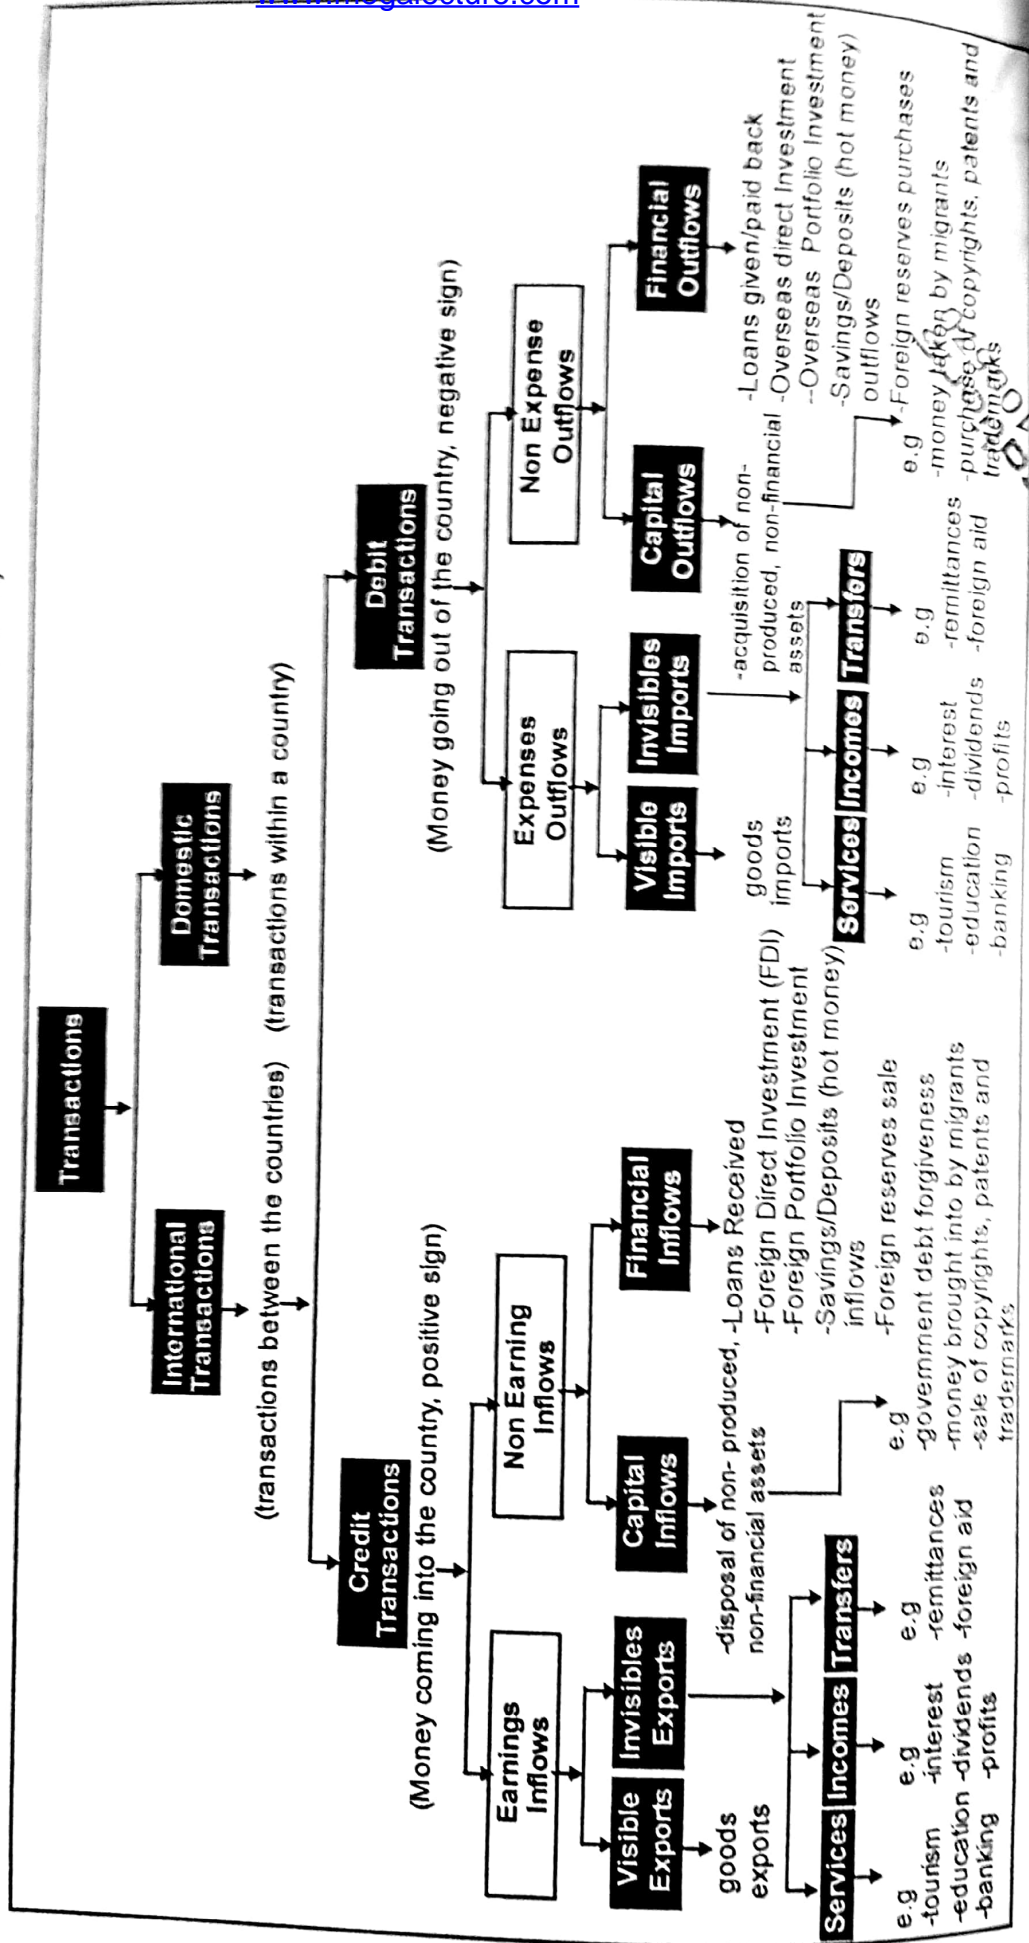 www.megalecture.com
Transactions
International
Transactions
Domestic
Transactions
(transactions between the countries)
(transactions within a country)
Credit
Transactions
(Money coming into the country, positive sign)
Debit
Transactions
(Money going out of the country, negative sign)
Earnings
Inflows
Non Earning
Inflows
Expenses
Outflows
Non Expense
Outflows
Visible
Exports
Invisibles
Exports
Capital
Inflows
Financial
Inflows
Visible
Imports
Invisibles
Imports
Capital
Outflows
Financial
Outflows
goods
exports
-disposal of non- produced,
non-financial assets
-Loans Received
-Foreign Direct Investment (FDI)
-Foreign Portfolio Investment
-Savings/Deposits (hot money)
inflows
-Foreign reserves sale
goods
imports
-acquisition of non-
produced, non-financial
assets
-Loans given/paid back
-Overseas direct Investment
--Overseas Portfolio Investment
-Savings/Deposits (hot money)
outflows
-Foreign reserves purchases
Services
Incomes
Transfers
e.g
-tourism
-education
-banking
e.g
-interest
-dividends
-profits
e.g
-remittances
-foreign aid
e.g
-government debt forgiveness
-money brought into by migrants
-sale of copyrights, patents and
trademarks
Services
Incomes
Transfers
e.g
-tourism
-education
-banking
e.g
-interest
-dividends
-profits
e.g
-remittances
-foreign aid
e.g
-money taken by migrants
-purchase of copyrights, patents and
trademarks